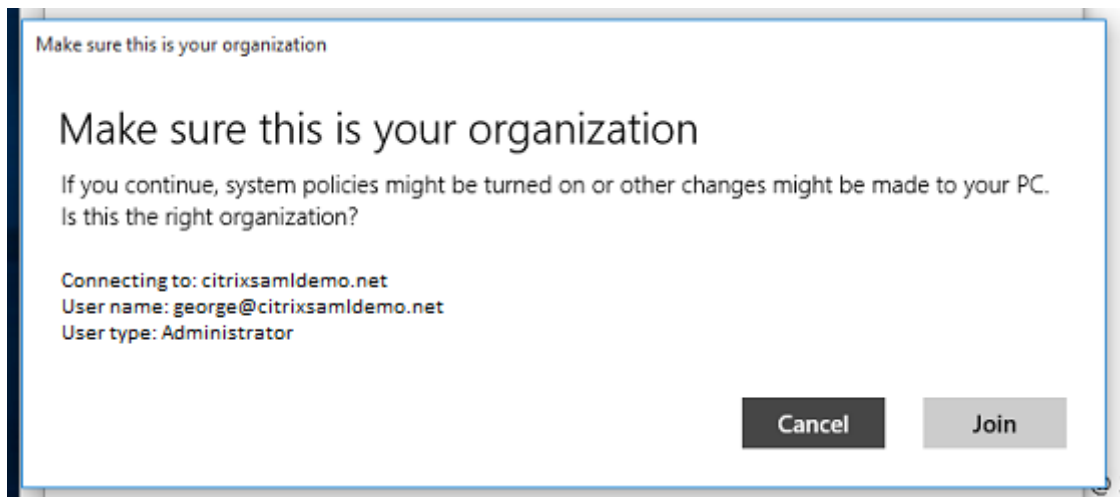 Make sure this is your organization
Make sure this is your organization
If you continue, system policies might be turned on or other changes might be made to your PC.
Is this the right organization?
Connecting to: citrixsamldemo.net
User name: george@citrixsamldemo.net
User type: Administrator
Cancel Join